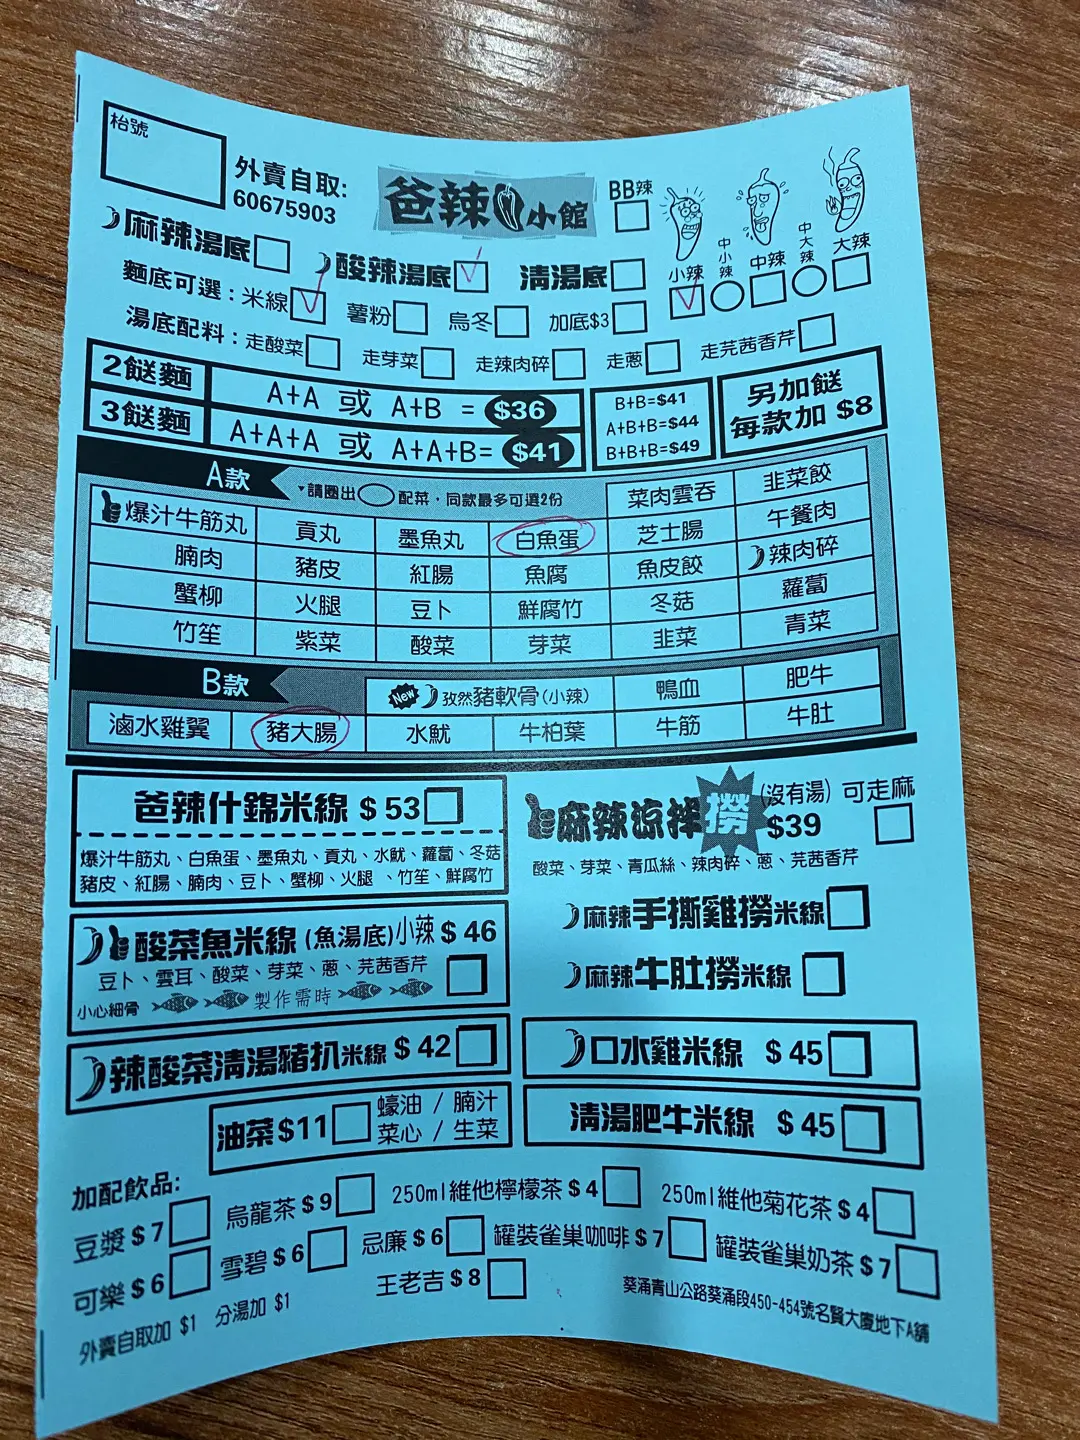 枱號
外賣自取:
60675903
爸辣小館
BB辣
小辣 中小辣 中辣 中大辣 大辣
麻辣湯底 酸辣湯底 清湯底
麵底可選：米線 薯粉 烏冬 加底$3
湯底配料：走酸菜 走芽菜 走辣肉碎 走蔥 走芫茜香芹
2餸麵 A+A 或 A+B = $36
3餸麵 A+A+A 或 A+A+B= $41
B+B=$41
A+B+B=$44
B+B+B=$49
另加餸
每款加 $8
A款
▼請圈出 配菜，同款最多可選2份 菜肉雲吞 韭菜餃
爆汁牛筋丸 貢丸 墨魚丸 白魚蛋 芝士腸 午餐肉
腩肉 豬皮 紅腸 魚腐 魚皮餃 辣肉碎
蟹柳 火腿 豆卜 鮮腐竹 冬菇 蘿蔔
竹笙 紫菜 酸菜 芽菜 韭菜 青菜
B款 New 孜然豬軟骨(小辣) 鴨血 肥牛
滷水雞翼 豬大腸 水魷 牛柏葉 牛筋 牛肚
爸辣什錦米線 $53
爆汁牛筋丸、白魚蛋、墨魚丸、貢丸、水魷、蘿蔔、冬菇
豬皮、紅腸、腩肉、豆卜、蟹柳、火腿、竹笙、鮮腐竹
麻辣涼拌撈 (沒有湯) 可走麻
$39
酸菜、芽菜、青瓜絲、辣肉碎、蔥、芫茜香芹
麻辣手撕雞撈米線
麻辣牛肚撈米線
酸菜魚米線 (魚湯底)小辣 $46
豆卜、雲耳、酸菜、芽菜、蔥、芫茜香芹
小心細骨 製作需時
辣酸菜清湯豬扒米線 $42
口水雞米線 $45
油菜$11 蠔油 / 腩汁
菜心 / 生菜
清湯肥牛米線 $45
加配飲品:
豆漿$7 烏龍茶$9 250ml維他檸檬茶$4 250ml維他菊花茶$4
可樂$6 雪碧$6 忌廉$6 罐裝雀巢咖啡$7 罐裝雀巢奶茶$7
王老吉$8
外賣自取加 $1 分湯加 $1
葵涌青山公路葵涌段450-454號名賢大廈地下A舖